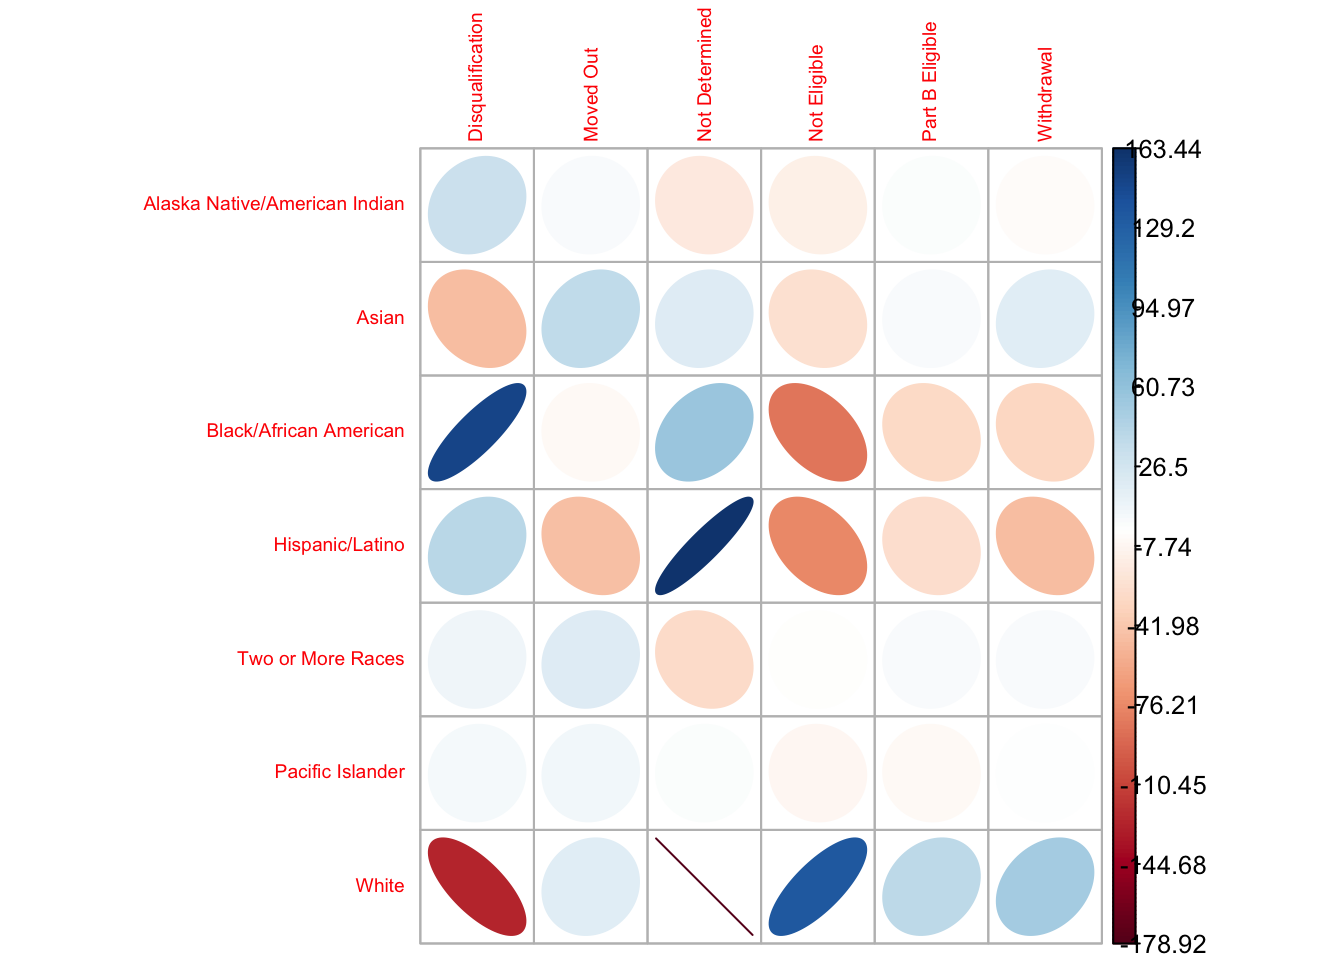 Disqualification
Moved Out
Not Determined
Not Eligible
Part B Eligible
Withdrawal
Alaska Native/American Indian
Asian
Black/African American
Hispanic/Latino
Two or More Races
Pacific Islander
White
163.44
129.2
94.97
60.73
26.5
-7.74
-41.98
-76.21
-110.45
-144.68
-178.92